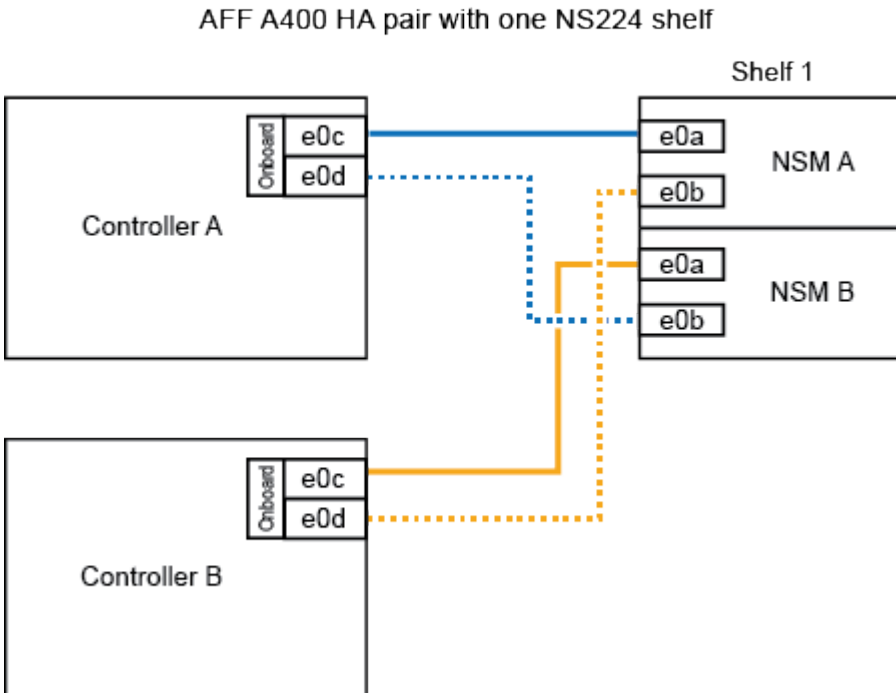 AFF A400 HA pair with one NS224 shelf
Shelf 1
Onboard
e0c
e0d
Controller A
e0a
NSM A
e0b
e0a
NSM B
e0b
Onboard
e0c
e0d
Controller B